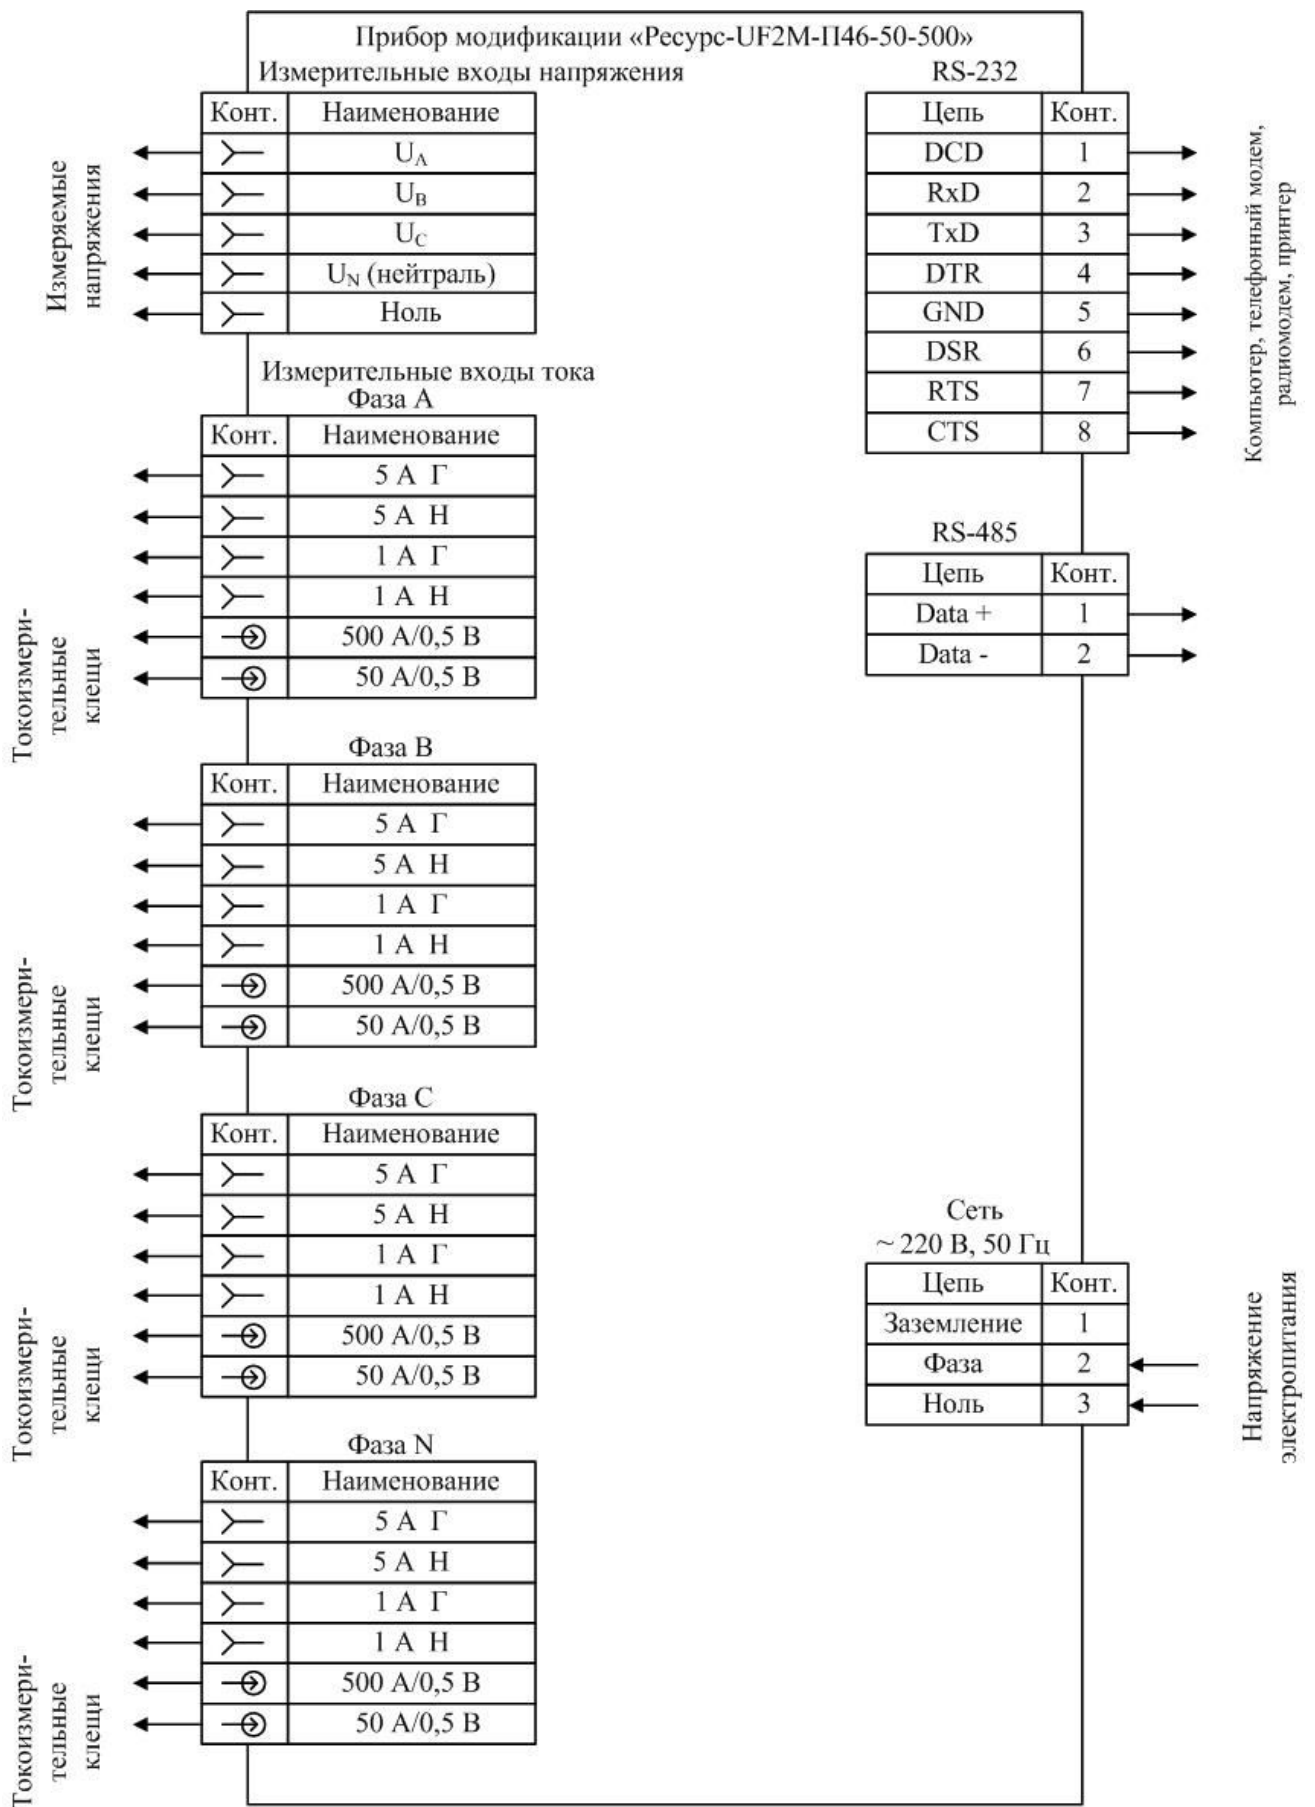 Прибор модификации «Ресурс-UF2М-П46-50-500»
Измерительные входы напряжения
Конт. Наименование
U_A
U_B
U_C
U_N (нейтраль)
Ноль
Измеряемые
напряжения
Измерительные входы тока
Фаза А
Конт. Наименование
5 А Г
5 А Н
1 А Г
1 А Н
500 А/0,5 В
50 А/0,5 В
Токоизмери-
тельные
клещи
Фаза В
Конт. Наименование
5 А Г
5 А Н
1 А Г
1 А Н
500 А/0,5 В
50 А/0,5 В
Токоизмери-
тельные
клещи
Фаза С
Конт. Наименование
5 А Г
5 А Н
1 А Г
1 А Н
500 А/0,5 В
50 А/0,5 В
Токоизмери-
тельные
клещи
Фаза N
Конт. Наименование
5 А Г
5 А Н
1 А Г
1 А Н
500 А/0,5 В
50 А/0,5 В
Токоизмери-
тельные
клещи
RS-232
Цепь Конт.
DCD 1
RxD 2
TxD 3
DTR 4
GND 5
DSR 6
RTS 7
CTS 8
Компьютер, телефонный модем,
радиомодем, принтер
RS-485
Цепь Конт.
Data + 1
Data - 2
Сеть
~ 220 В, 50 Гц
Цепь Конт.
Заземление 1
Фаза 2
Ноль 3
Напряжение
электропитания